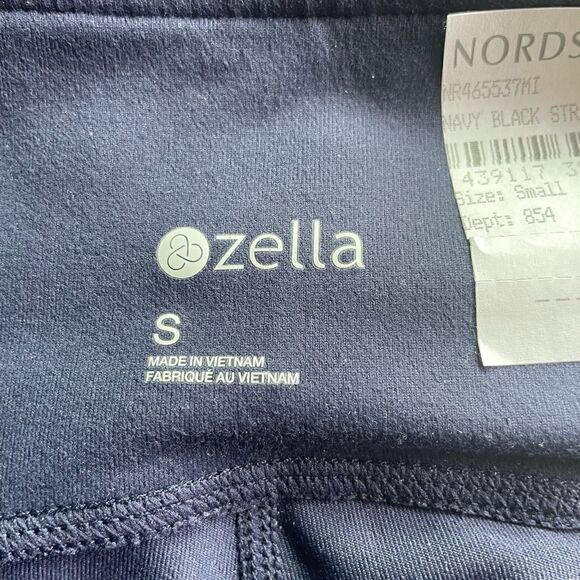 zella
S
MADE IN VIETNAM
FABRIQUÉ AU VIETNAM
NORDS
NR465537MI
NAVY BLACK STR
439117 3
Size: Small
Dept: 854